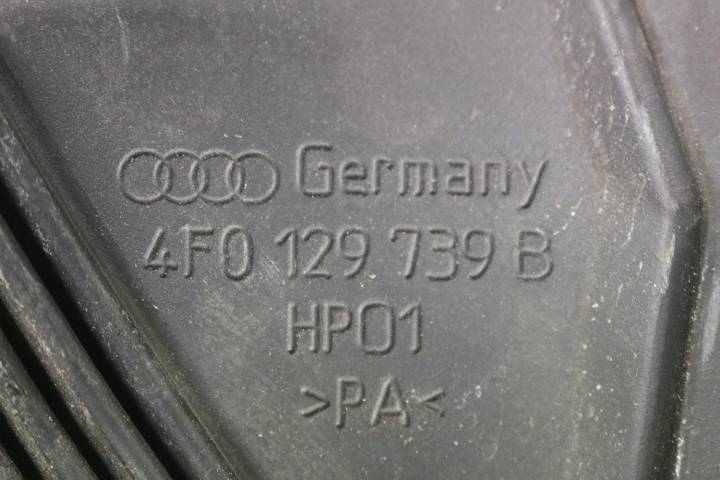 Germany
4F0 129 739 B
HP01
>PA<